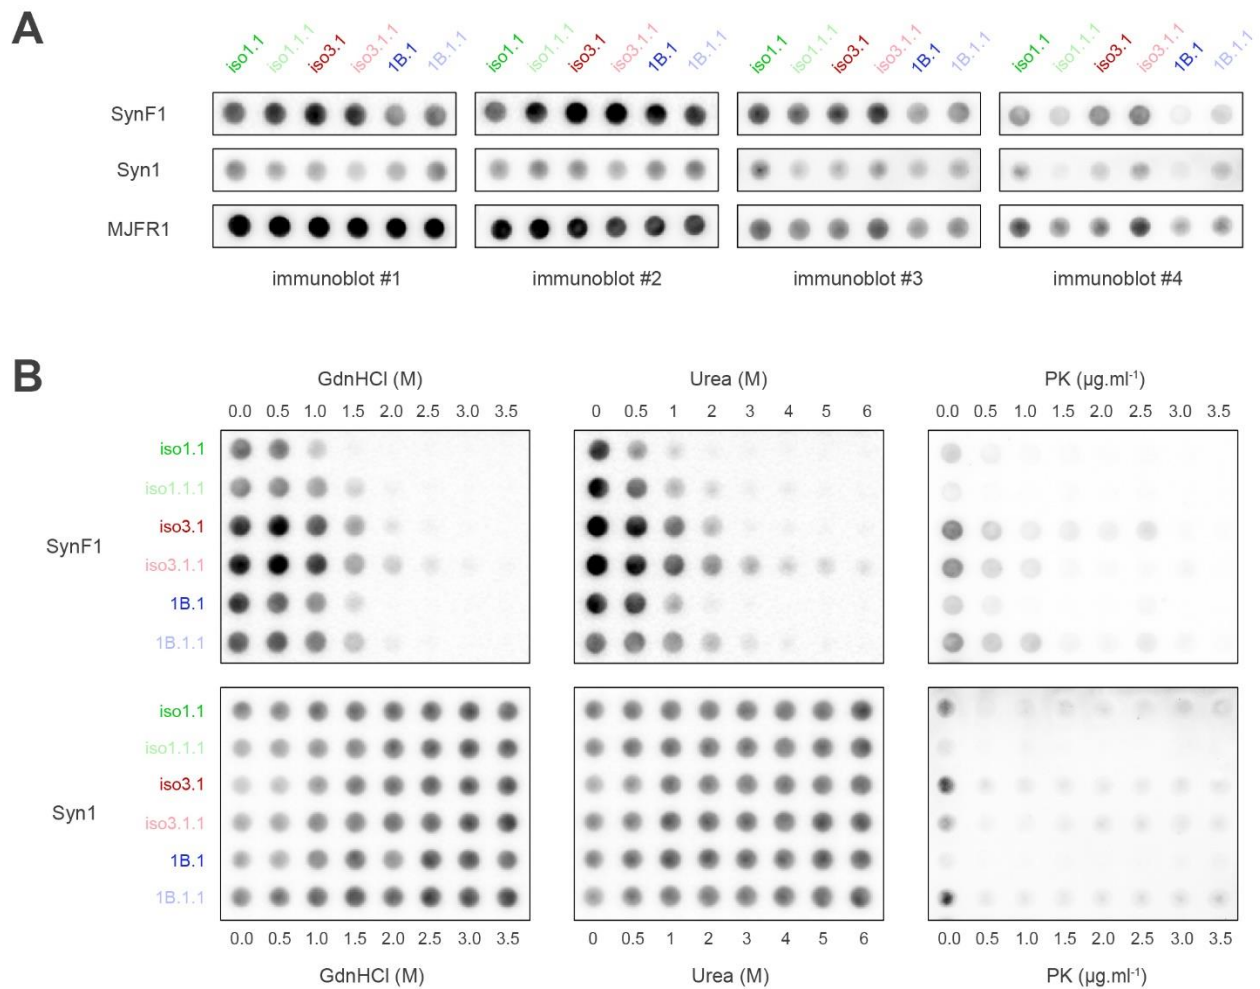 A
iso1.1 iso1.1.1 iso3.1 iso3.1.1 1B.1 1B.1.1 iso1.1 iso1.1.1 iso3.1 iso3.1.1 1B.1 1B.1.1 iso1.1 iso1.1.1 iso3.1 iso3.1.1 1B.1 1B.1.1 iso1.1 iso1.1.1 iso3.1 iso3.1.1 1B.1 1B.1.1
SynF1
Syn1
MJFR1
immunoblot #1 immunoblot #2 immunoblot #3 immunoblot #4
B
GdnHCl (M) Urea (M) PK (µg.ml⁻¹)
0.0 0.5 1.0 1.5 2.0 2.5 3.0 3.5 0 0.5 1 2 3 4 5 6 0.0 0.5 1.0 1.5 2.0 2.5 3.0 3.5
iso1.1
iso1.1.1
iso3.1
SynF1
iso3.1.1
1B.1
1B.1.1
iso1.1
iso1.1.1
iso3.1
Syn1
iso3.1.1
1B.1
1B.1.1
0.0 0.5 1.0 1.5 2.0 2.5 3.0 3.5 0 0.5 1 2 3 4 5 6 0.0 0.5 1.0 1.5 2.0 2.5 3.0 3.5
GdnHCl (M) Urea (M) PK (µg.ml⁻¹)